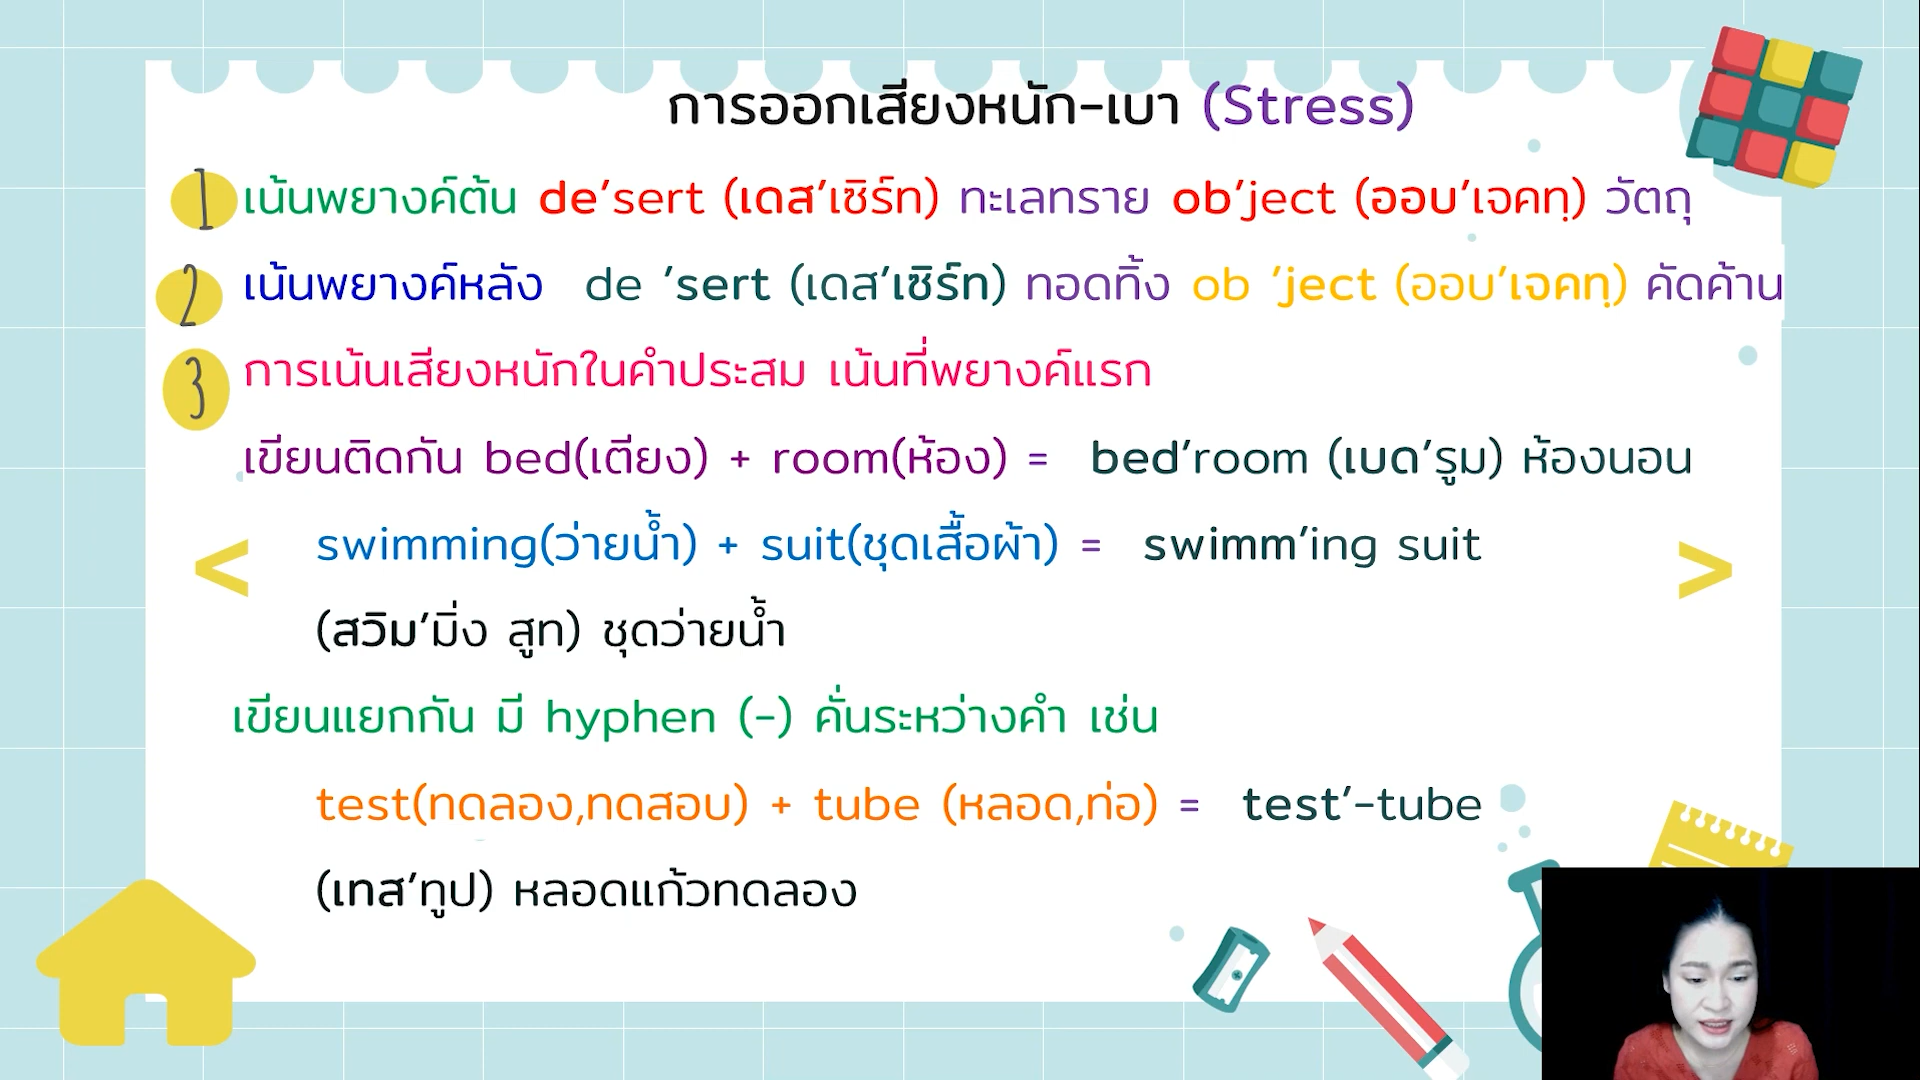 การออกเสียงหนัก-เบา (Stress)
1 เน้นพยางค์ต้น de’sert (เดส’เซิร์ท) ทะเลทราย ob’ject (ออบ’เจคทฺ) วัตถุ
2 เน้นพยางค์หลัง de ’sert (เดส’เซิร์ท) ทอดทิ้ง ob ’ject (ออบ’เจคทฺ) คัดค้าน
3 การเน้นเสียงหนักในคำประสม เน้นที่พยางค์แรก
เขียนติดกัน bed(เตียง) + room(ห้อง) = bed’room (เบด’รูม) ห้องนอน
swimming(ว่ายน้ำ) + suit(ชุดเสื้อผ้า) = swimm’ing suit
(สวิม’มิ่ง สูท) ชุดว่ายน้ำ
เขียนแยกกัน มี hyphen (-) คั่นระหว่างคำ เช่น
test(ทดลอง,ทดสอบ) + tube (หลอด,ท่อ) = test’-tube
(เทส’ทูป) หลอดแก้วทดลอง